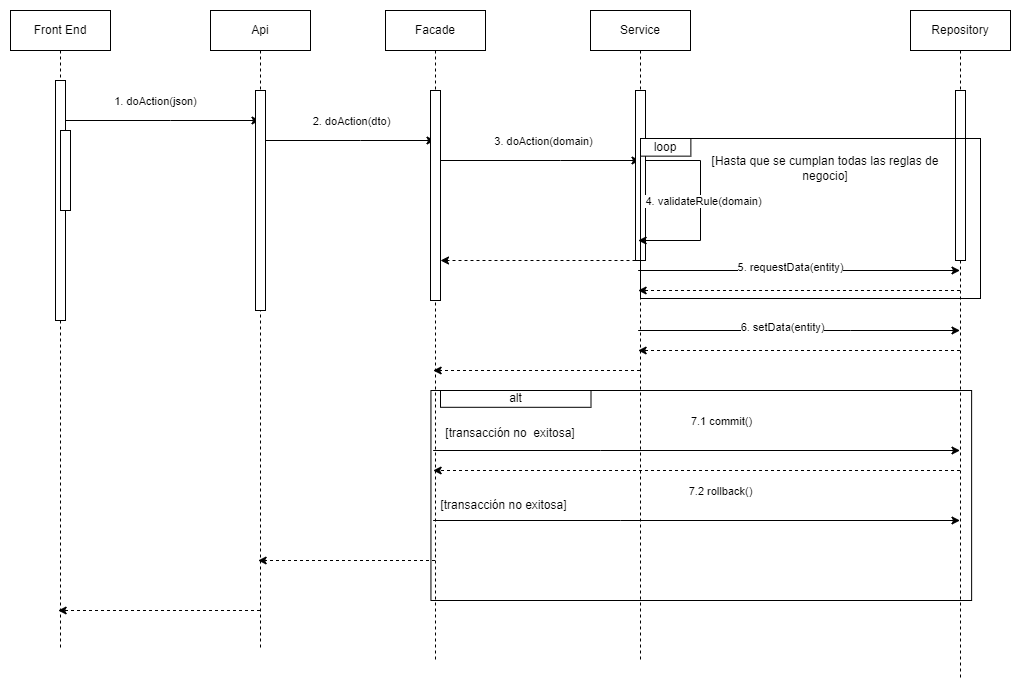 Front End
Api
Facade
Service
Repository
1. doAction(json)
2. doAction(dto)
3. doAction(domain)
loop
[Hasta que se cumplan todas las reglas de
negocio]
4. validateRule(domain)
5. requestData(entity)
6. setData(entity)
alt
7.1 commit()
[transacción no  exitosa]
7.2 rollback()
[transacción no exitosa]